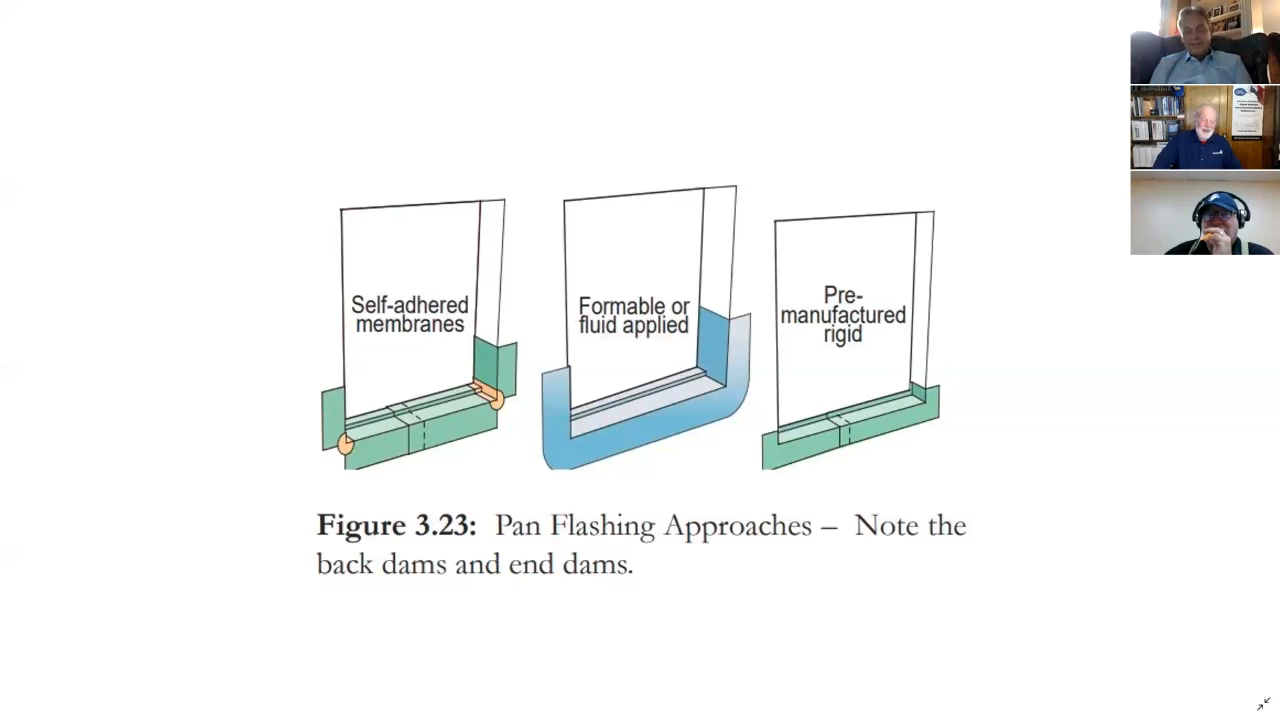 Self-adhered
membranes
Formable or
fluid applied
Pre-
manufactured
rigid
Figure 3.23: Pan Flashing Approaches – Note the
back dams and end dams.